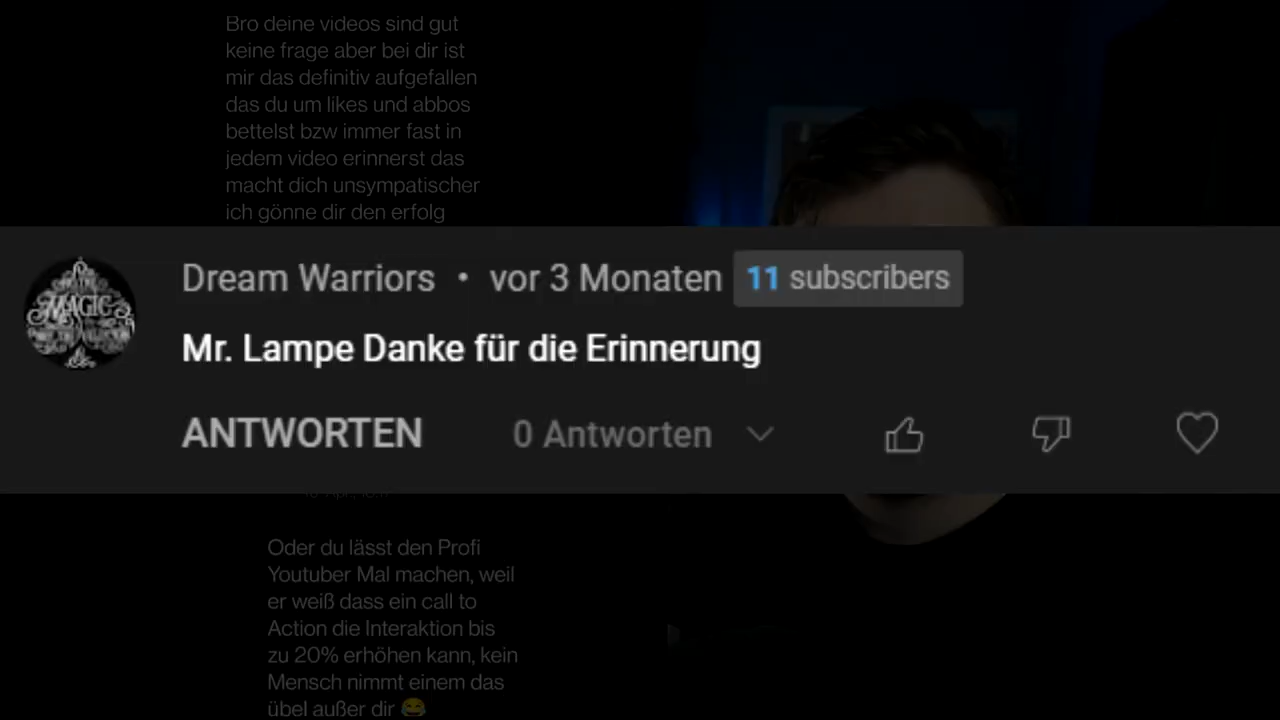 Bro deine videos sind gut
keine frage aber bei dir ist
mir das definitiv aufgefallen
das du um likes und abbos
bettelst bzw immer fast in
jedem video erinnerst das
macht dich unsympatischer
ich gönne dir den erfolg
MAGIC
Dream Warriors • vor 3 Monaten 11 subscribers
Mr. Lampe Danke für die Erinnerung
ANTWORTEN 0 Antworten
Oder du lässt den Profi
Youtuber Mal machen, weil
er weiß dass ein call to
Action die Interaktion bis
zu 20% erhöhen kann, kein
Mensch nimmt einem das
übel außer dir 😂